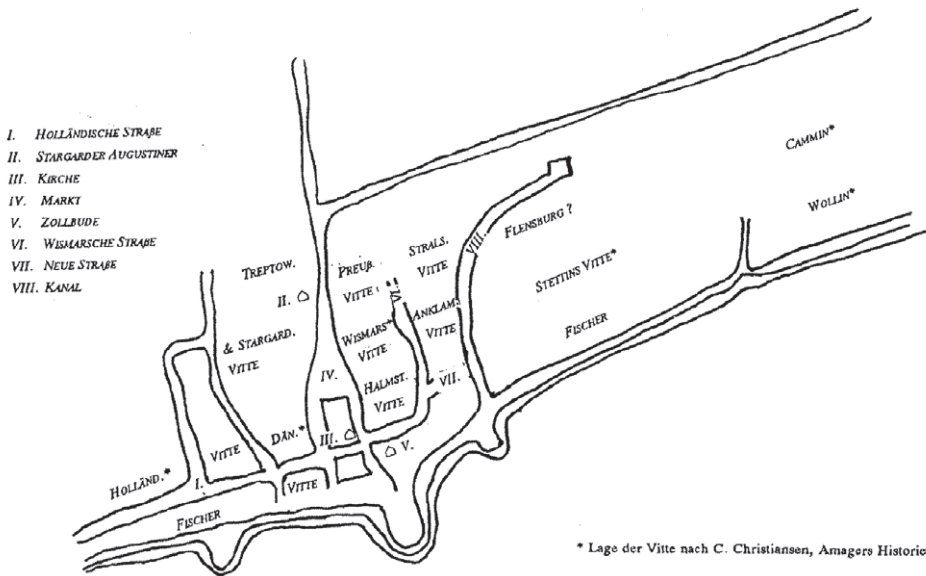 I. HOLLÄNDISCHE STRAßE
II. STARGARDER AUGUSTINER
III. KIRCHE
IV. MARKT
V. ZOLLBUDE
VI. WISMARSCHE STRAßE
VII. NEUE STRAßE
VIII. KANAL
CAMMIN*
WOLLIN*
FLENSBURG ?
VIII.
STRALS.
VITTE
TREPTOW.
PREUß.
VITTE
II.
VI.
STETTINS VITTE*
ANKLAM.
VITTE
WISMARS*
VITTE
FISCHER
& STARGARD.
VITTE
IV.
HALMST.
VITTE
VII.
DÄN.*
III.
V.
VITTE
HOLLÄND.*
I.
VITTE
FISCHER
* Lage der Vitte nach C. Christiansen, Amagers Historie